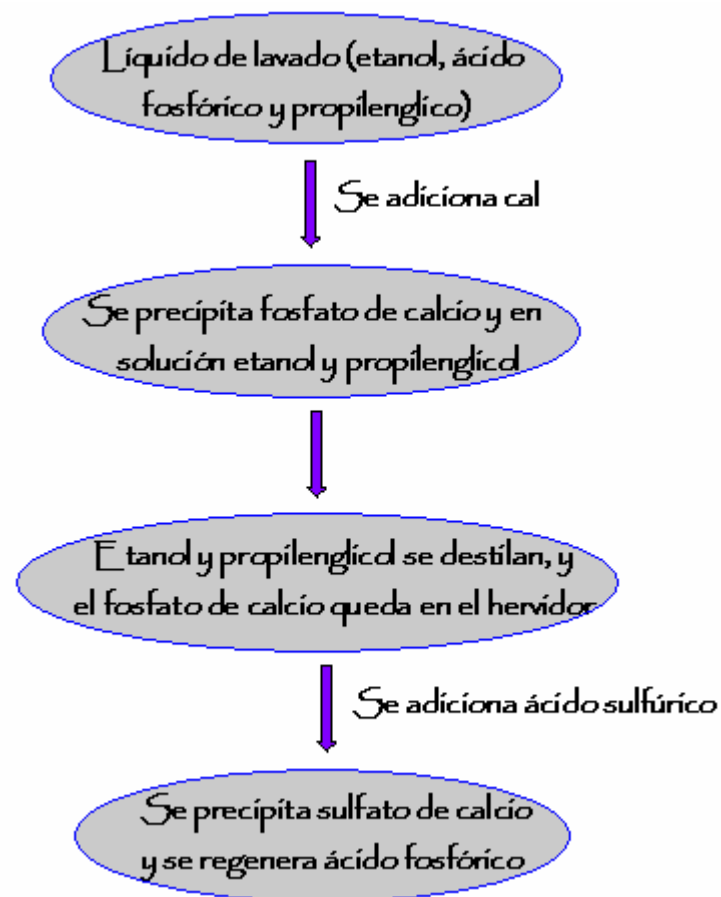 Líquido de lavado (etanol, ácido
fosfórico y propilenglico)
Se adiciona cal
Se precipita fosfato de calcio y en
solución etanol y propilenglicol
Etanol y propilenglicol se destilan, y
el fosfato de calcio queda en el hervidor
Se adiciona ácido sulfúrico
Se precipita sulfato de calcio
y se regenera ácido fosfórico